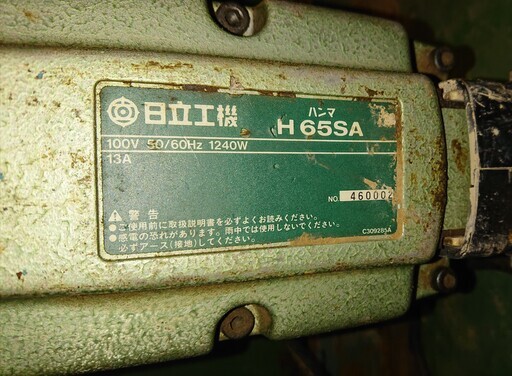 日立工機
ハンマ
H 65SA
100V 50/60Hz 1240W
13A
NO. 460002
⚠ 警告
●ご使用前に取扱説明書を必ずよくお読みください。
●感電の恐れがあります。雨中では使用しないでください。
必ずアース(接地)してください。
C309285A